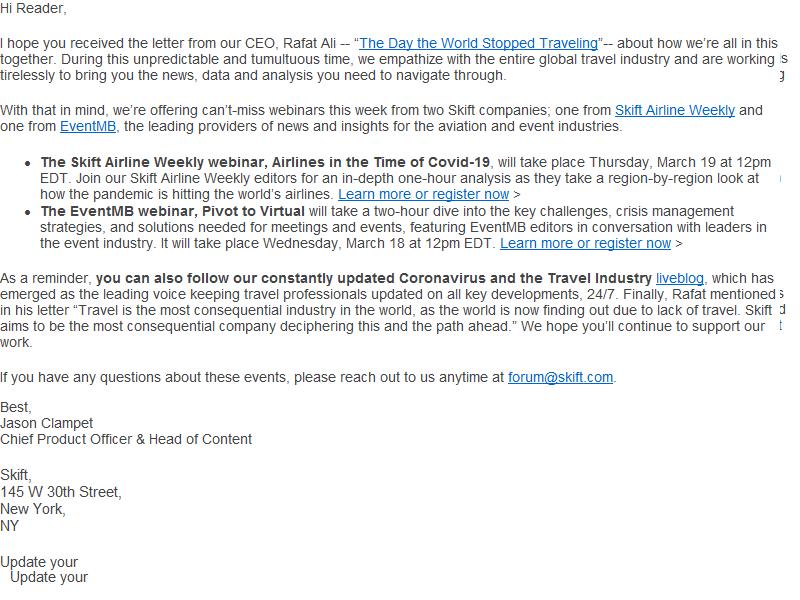 Hi Reader,
I hope you received the letter from our CEO, Rafat Ali -- “The Day the World Stopped Traveling”-- about how we’re all in this
together. During this unpredictable and tumultuous time, we empathize with the entire global travel industry and are working
tirelessly to bring you the news, data and analysis you need to navigate through.
With that in mind, we’re offering can’t-miss webinars this week from two Skift companies; one from Skift Airline Weekly and
one from EventMB, the leading providers of news and insights for the aviation and event industries.
• The Skift Airline Weekly webinar, Airlines in the Time of Covid-19, will take place Thursday, March 19 at 12pm
EDT. Join our Skift Airline Weekly editors for an in-depth one-hour analysis as they take a region-by-region look at
how the pandemic is hitting the world’s airlines. Learn more or register now >
• The EventMB webinar, Pivot to Virtual will take a two-hour dive into the key challenges, crisis management
strategies, and solutions needed for meetings and events, featuring EventMB editors in conversation with leaders in
the event industry. It will take place Wednesday, March 18 at 12pm EDT. Learn more or register now >
As a reminder, you can also follow our constantly updated Coronavirus and the Travel Industry liveblog, which has
emerged as the leading voice keeping travel professionals updated on all key developments, 24/7. Finally, Rafat mentioned
in his letter “Travel is the most consequential industry in the world, as the world is now finding out due to lack of travel. Skift
aims to be the most consequential company deciphering this and the path ahead.” We hope you’ll continue to support our
work.
If you have any questions about these events, please reach out to us anytime at forum@skift.com.
Best,
Jason Clampet
Chief Product Officer & Head of Content
Skift,
145 W 30th Street,
New York,
NY
Update your
Update your